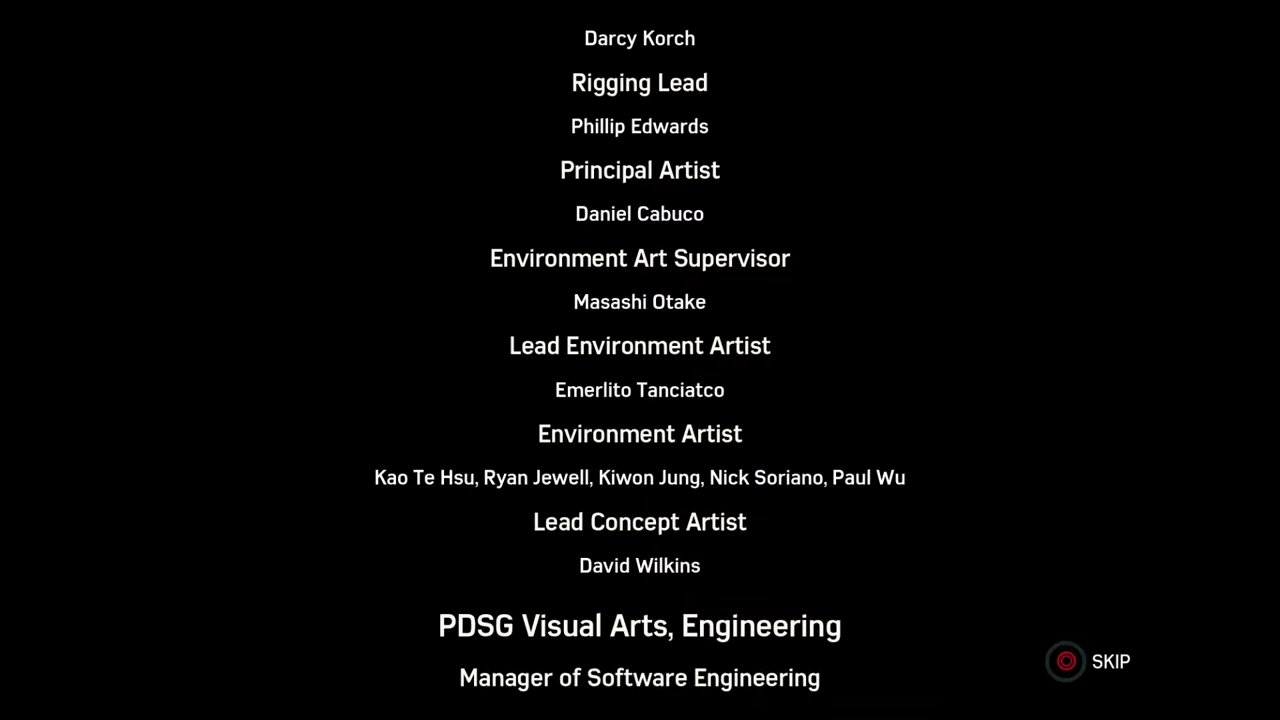 Darcy Korch
Rigging Lead
Phillip Edwards
Principal Artist
Daniel Cabuco
Environment Art Supervisor
Masashi Otake
Lead Environment Artist
Emerlito Tanciatco
Environment Artist
Kao Te Hsu, Ryan Jewell, Kiwon Jung, Nick Soriano, Paul Wu
Lead Concept Artist
David Wilkins
PDSG Visual Arts, Engineering
SKIP
Manager of Software Engineering